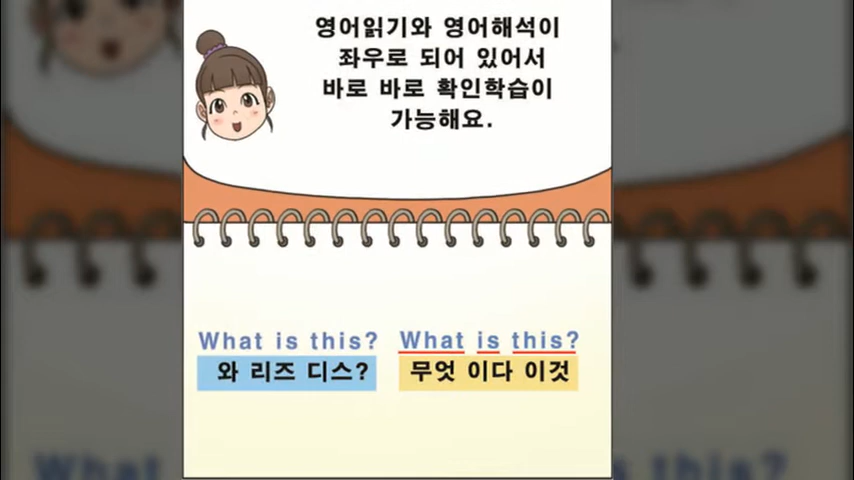 영어읽기와 영어해석이
좌우로 되어 있어서
바로 바로 확인학습이
가능해요.
What is this? What is this?
와 리즈 디스? 무엇 이다 이것
What
s this?